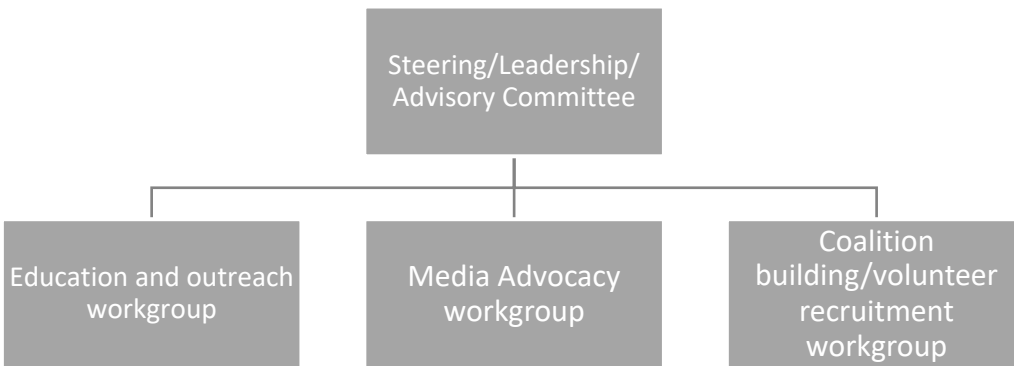 Steering/Leadership/
Advisory Committee
Education and outreach
workgroup
Media Advocacy
workgroup
Coalition
building/volunteer
recruitment
workgroup